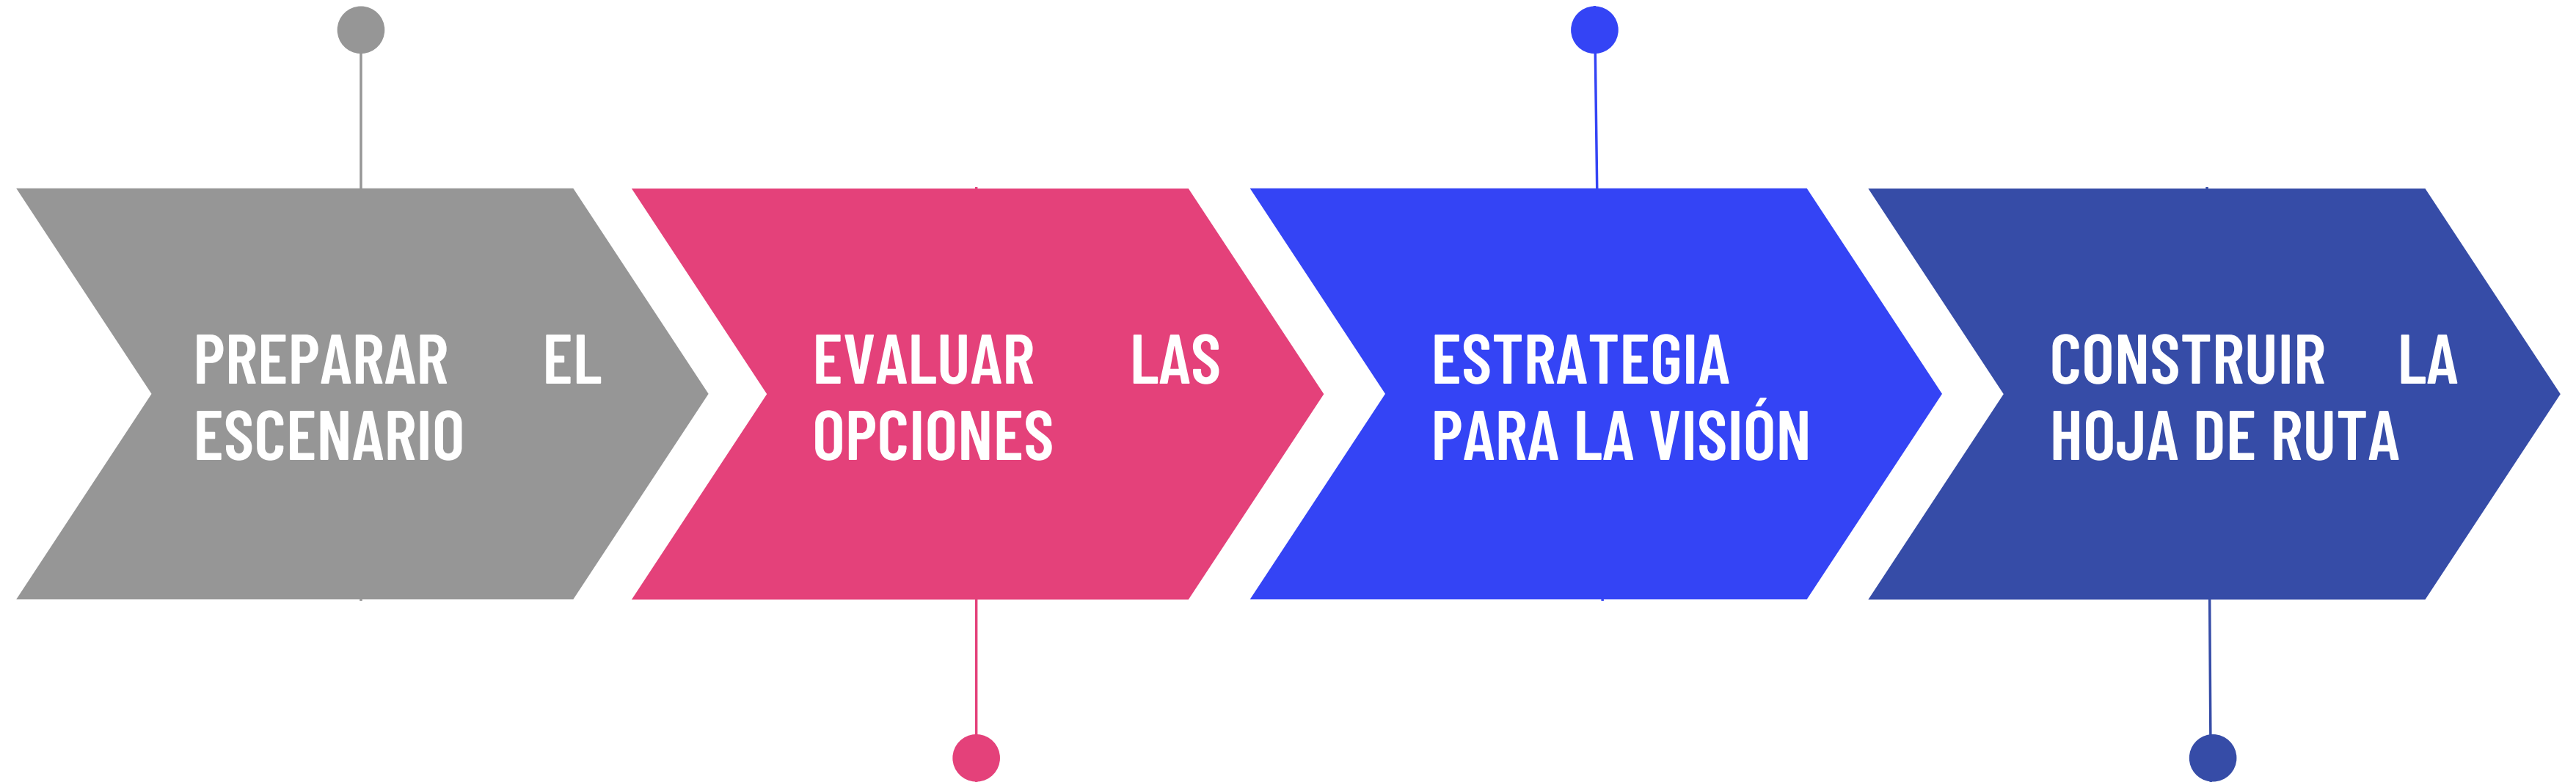 PREPARAR EL
ESCENARIO
EVALUAR LAS
OPCIONES
ESTRATEGIA
PARA LA VISIÓN
CONSTRUIR LA
HOJA DE RUTA